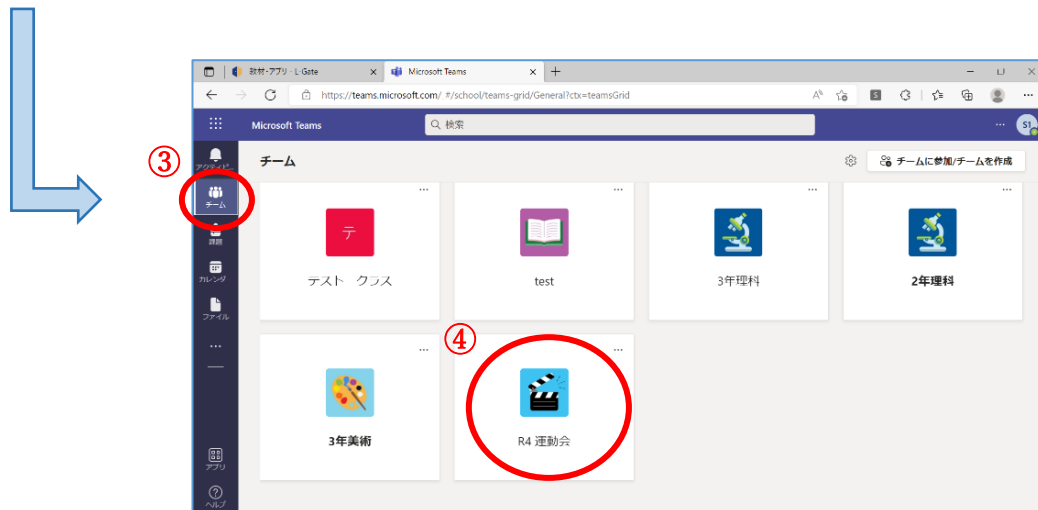 教材・アプリ - L-Gate
Microsoft Teams
https://teams.microsoft.com/_#/school/teams-grid/General?ctx=teamsGrid
Microsoft Teams
検索
S1
③
アクティビ...
チーム
チームに参加/チームを作成
チーム
課題
カレンダ
ファイル
テスト クラス
test
3年理科
2年理科
④
3年美術
R4 運動会
アプリ
ヘルプ